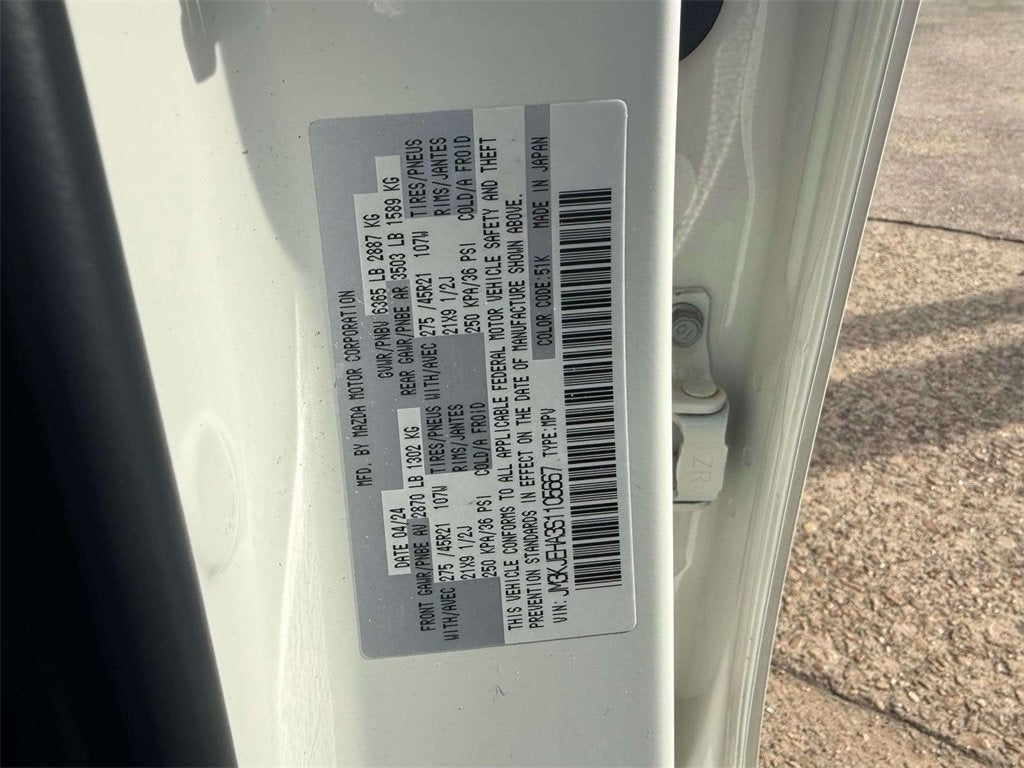 MFD. BY MAZDA MOTOR CORPORATION
DATE 04/24 GVWR/PNBV 6365 LB 2887 KG
FRONT GAWR/PNBE AV 2870 LB 1302 KG REAR GAWR/PNBE AR 3503 LB 1589 KG
WITH/AVEC 275 /45R21 107W TIRES/PNEUS WITH/AVEC 275 /45R21 107W TIRES/PNEUS
21X9 1/2J RIMS/JANTES 21X9 1/2J RIMS/JANTES
250 KPA/36 PSI COLD/A FROID 250 KPA/36 PSI COLD/A FROID
THIS VEHICLE CONFORMS TO ALL APPLICABLE FEDERAL MOTOR VEHICLE SAFETY AND THEFT
PREVENTION STANDARDS IN EFFECT ON THE DATE OF MANUFACTURE SHOWN ABOVE.
VIN: JM3KJEHA3S1105667 TYPE:MPV COLOR CODE:51K MADE IN JAPAN
ZR